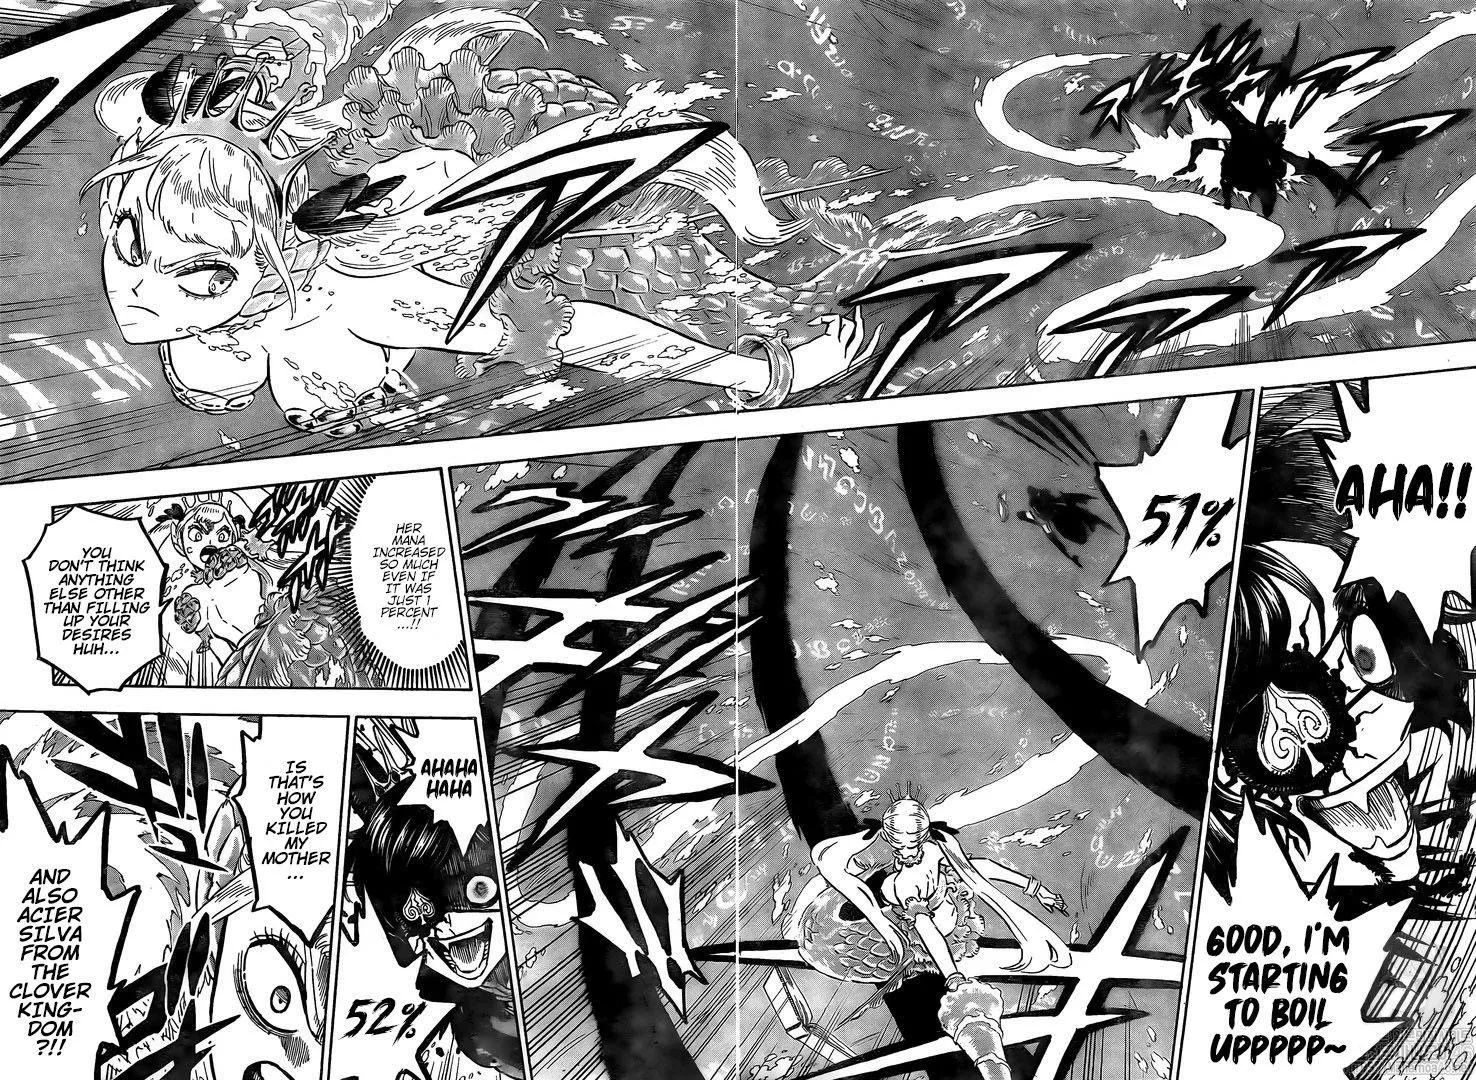 AHA!!
GOOD, I'M
STARTING
TO BOIL
UPPPPP~
51%
HER
MANA
INCREASED
SO MUCH
EVEN IF
IT WAS
JUST 1
PERCENT
...!!
YOU
DON'T THINK
ANYTHING
ELSE OTHER
THAN FILLING
UP YOUR
DESIRES
HUH...
AHAHA
HAHA
52%
IS
THAT'S
HOW
YOU
KILLED
MY
MOTHER
...
AND
ALSO
ACIER
SILVA
FROM
THE
CLOVER
KING-
DOM
?!!